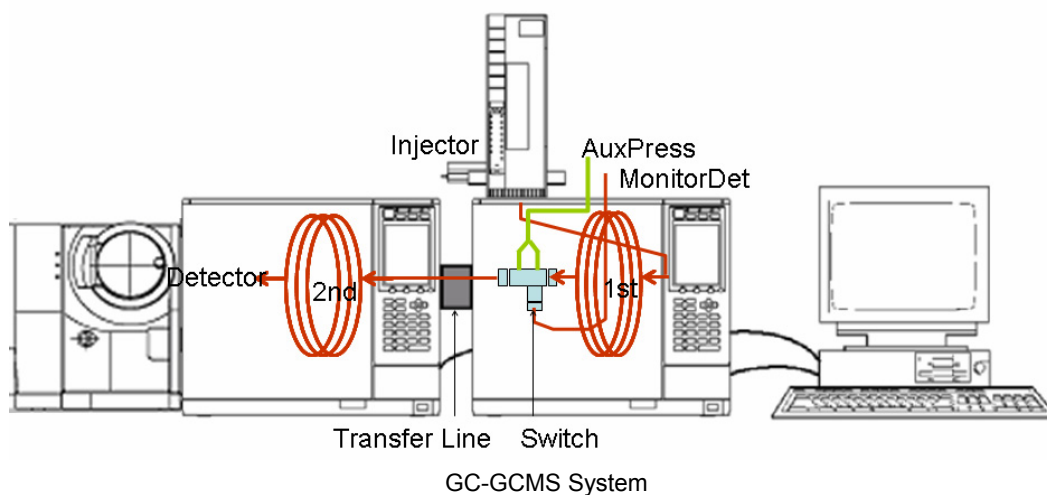 Injector
AuxPress
MonitorDet
Detector
2nd
1st
Transfer Line
Switch
GC-GCMS System